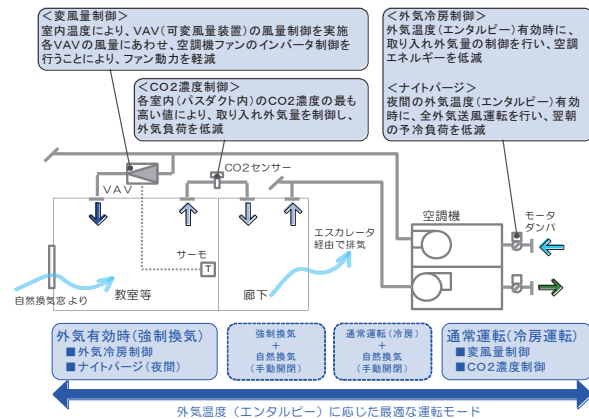 ＜変風量制御＞
室内温度により、VAV(可変風量装置)の風量制御を実施
各VAVの風量にあわせ、空調機ファンのインバータ制御を
行うことにより、ファン動力を軽減
＜外気冷房制御＞
外気温度(エンタルピー)有効時に、
取り入れ外気量の制御を行い、空調
エネルギーを低減
＜ナイトパージ＞
夜間の外気温度(エンタルピー)有効
時に、全外気送風運転を行い、翌朝
の予冷負荷を低減
＜CO2濃度制御＞
各室内(パスダクト内)のCO2濃度の最も
高い値により、取り入れ外気量を制御し、
外気負荷を低減
CO2センサー
VAV
空調機
モータ
ダンパ
エスカレータ
経由で排気
サーモ
T
自然換気窓より
教室等
廊下
外気有効時(強制換気)
■外気冷房制御
■ナイトパージ(夜間)
強制換気
+
自然換気
(手動開閉)
通常運転(冷房)
+
自然換気
(手動開閉)
通常運転(冷房運転)
■変風量制御
■CO2濃度制御
外気温度（エンタルピー）に応じた最適な運転モード